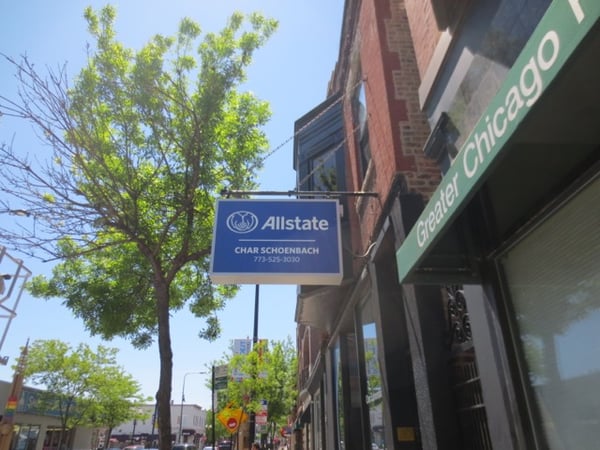 Allstate
CHAR SCHOENBACH
773-525-3030
Greater Chicago